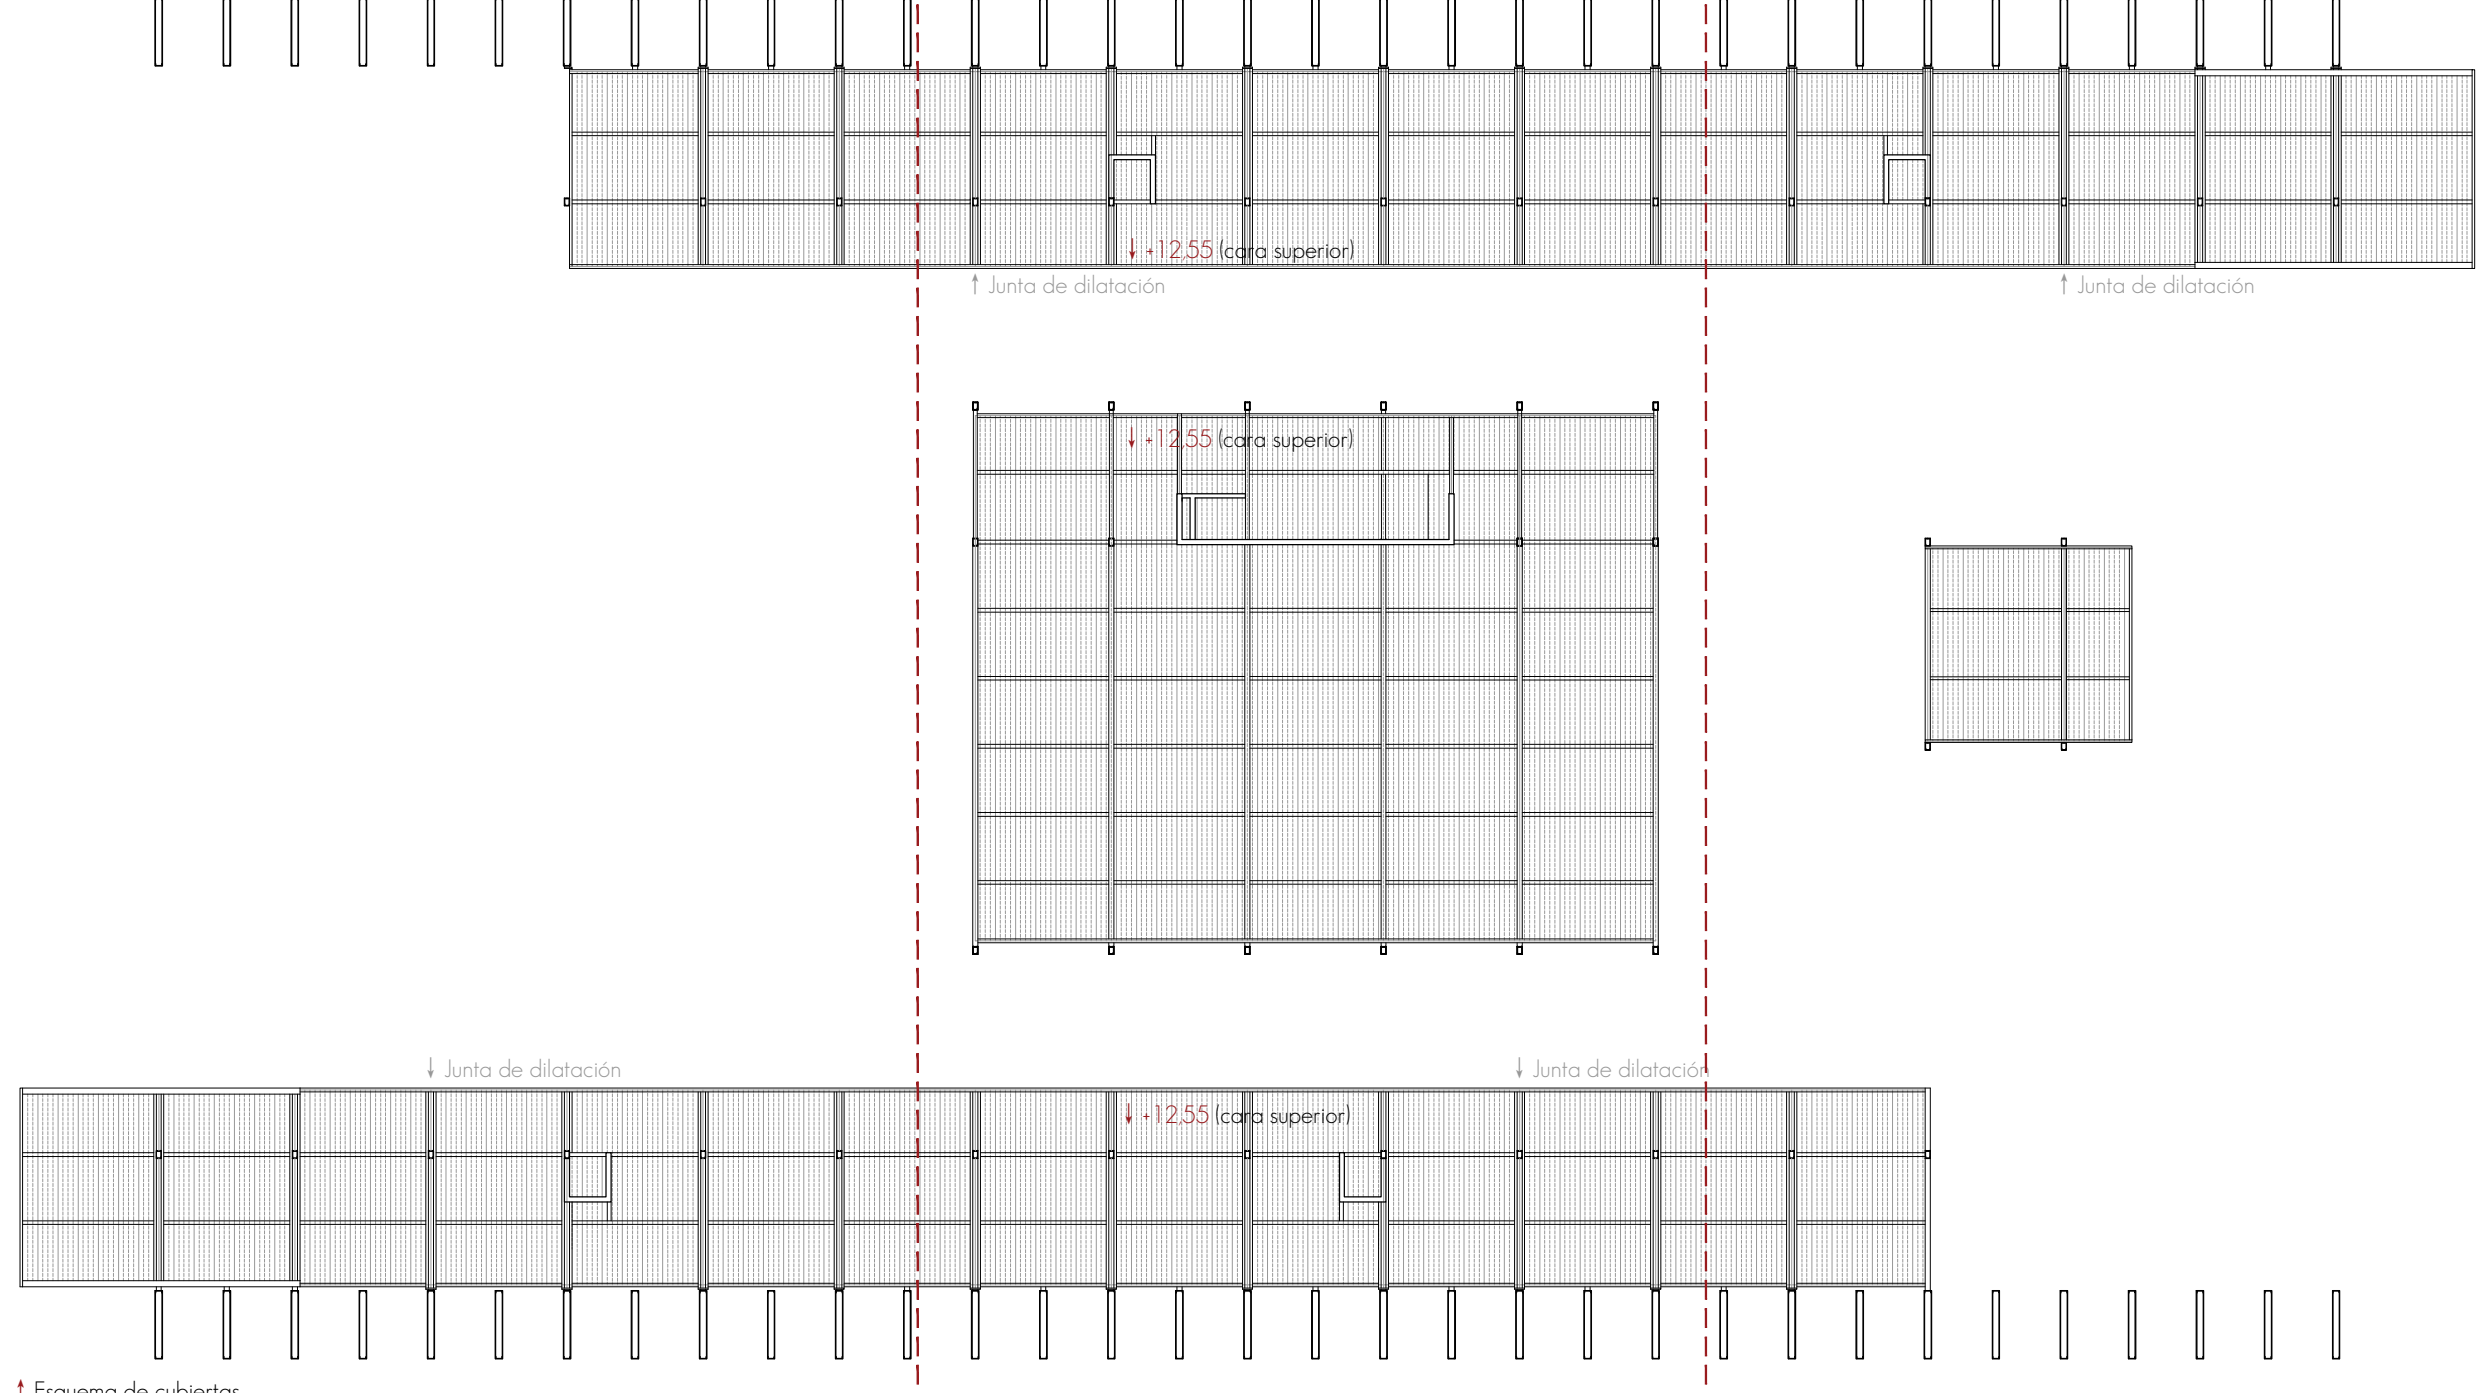 +12,55 (cara superior)
Junta de dilatación
Junta de dilatación
+12,55 (cara superior)
Junta de dilatación
Junta de dilatación
+12,55 (cara superior)
Esquema de cubiertas